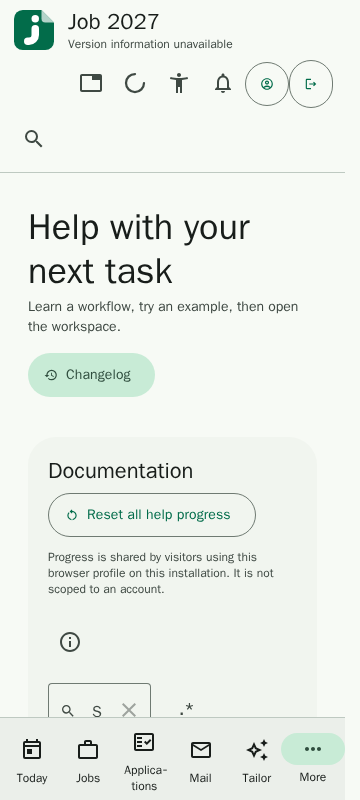 Job 2027
Version information unavailable
Help with your
next task
Learn a workflow, try an example, then open
the workspace.
Changelog
Documentation
Reset all help progress
Progress is shared by visitors using this
browser profile on this installation. It is not
scoped to an account.
S
.*
Today
Jobs
Applica-
tions
Mail
Tailor
More